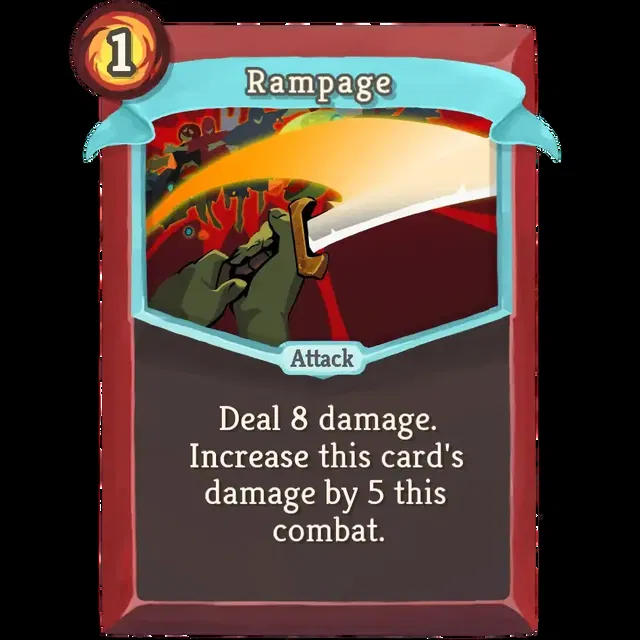 1
Rampage
Attack
Deal 8 damage.
Increase this card's
damage by 5 this
combat.